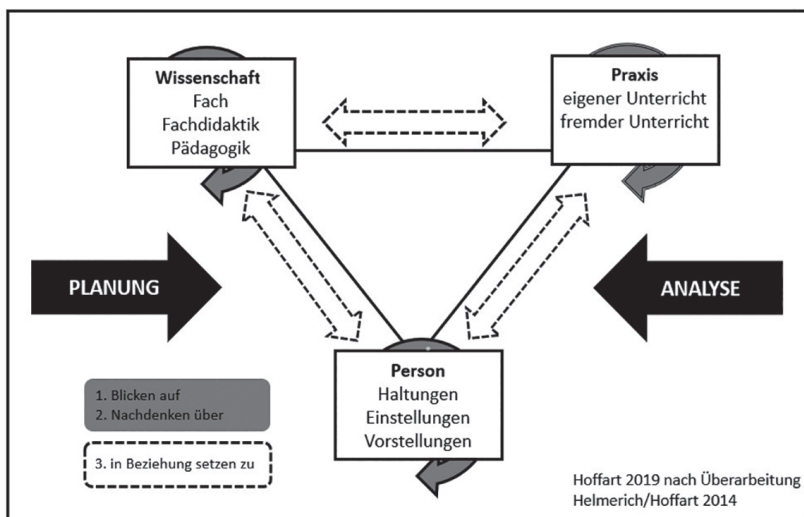 Wissenschaft
Fach
Fachdidaktik
Pädagogik
Praxis
eigener Unterricht
fremder Unterricht
PLANUNG
ANALYSE
Person
Haltungen
Einstellungen
Vorstellungen
1. Blicken auf
2. Nachdenken über
3. in Beziehung setzen zu
Hoffart 2019 nach Überarbeitung
Helmerich/Hoffart 2014